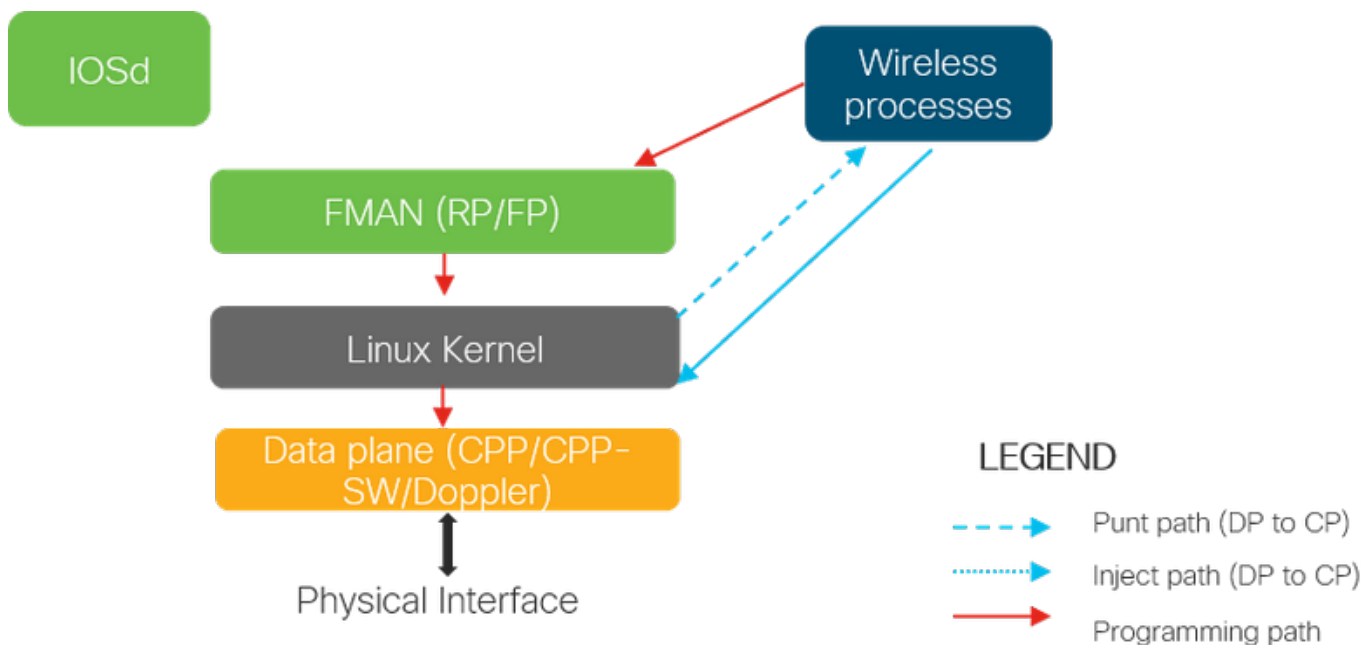 IOSd
Wireless
processes
FMAN (RP/FP)
Linux Kernel
Data plane (CPP/CPP-
SW/Doppler)
Physical Interface
LEGEND
Punt path (DP to CP)
Inject path (DP to CP)
Programming path